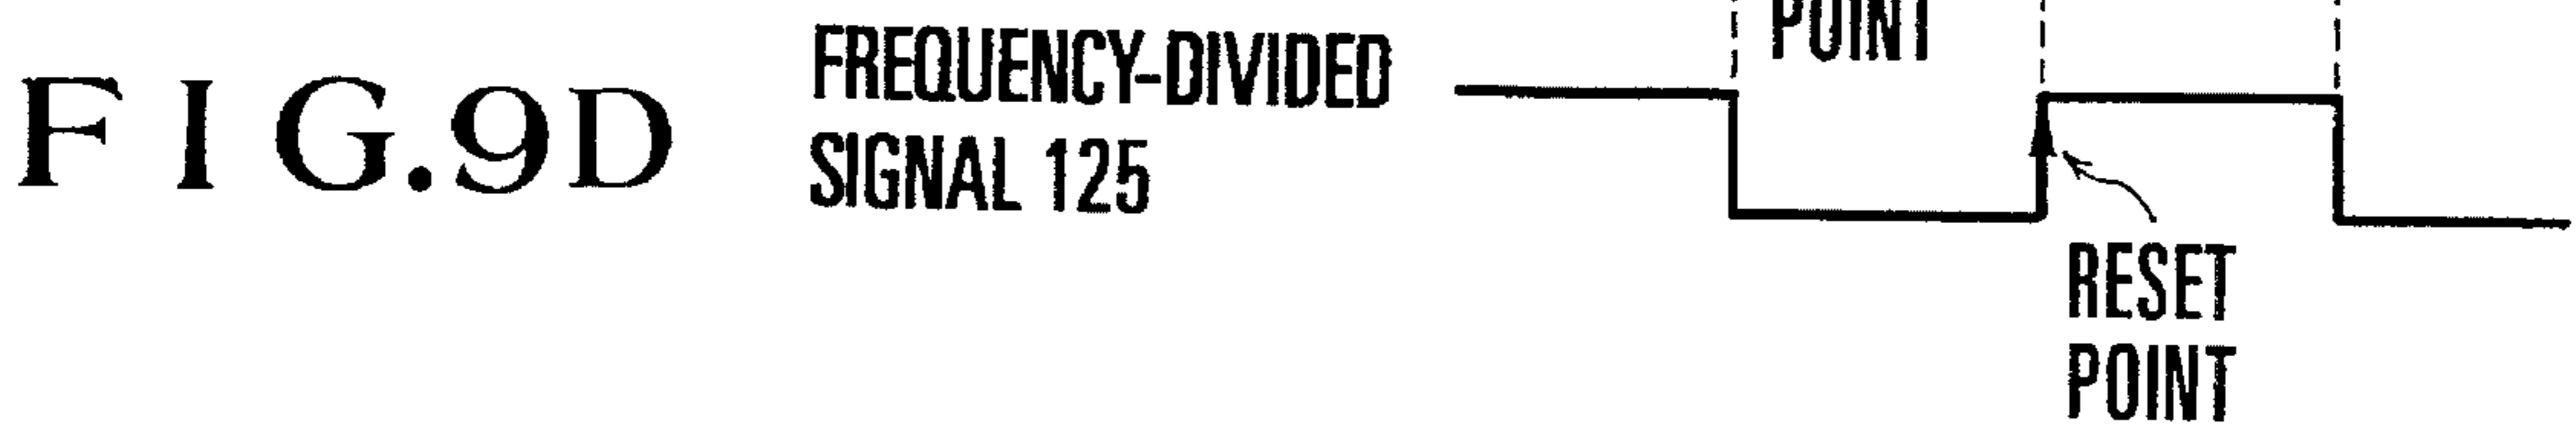 FIG.9D
FREQUENCY-DIVIDED
SIGNAL 125
POINT
RESET
POINT